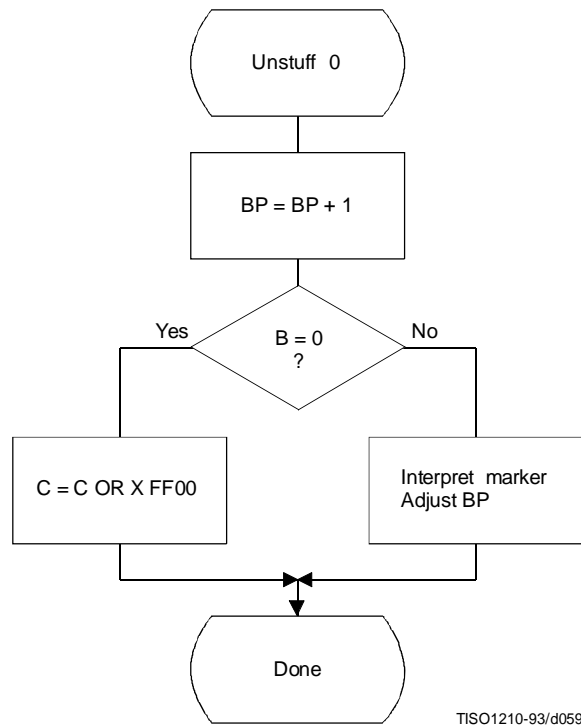 Unstuff 0
BP = BP + 1
Yes
B = 0
?
No
C = C OR X FF00
Interpret marker
Adjust BP
Done
TISO1210-93/d059